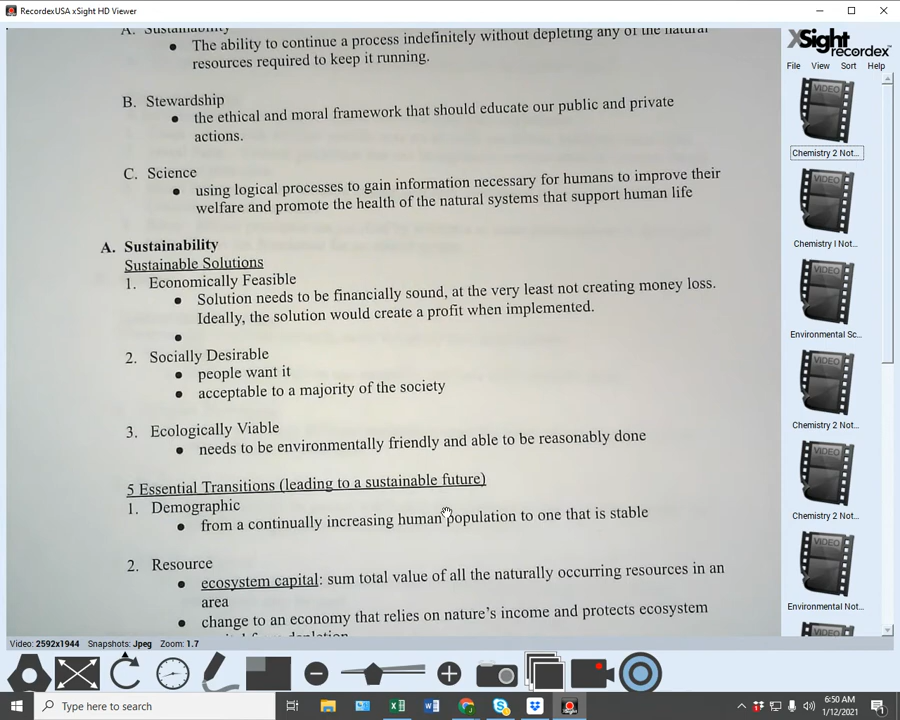 RecordexUSA xSight HD Viewer
A. Sustainability
• The ability to continue a process indefinitely without depleting any of the natural
resources required to keep it running.
B. Stewardship
• the ethical and moral framework that should educate our public and private
actions.
C. Science
• using logical processes to gain information necessary for humans to improve their
welfare and promote the health of the natural systems that support human life
A. Sustainability
Sustainable Solutions
1. Economically Feasible
• Solution needs to be financially sound, at the very least not creating money loss.
Ideally, the solution would create a profit when implemented.
•
2. Socially Desirable
• people want it
• acceptable to a majority of the society
3. Ecologically Viable
• needs to be environmentally friendly and able to be reasonably done
5 Essential Transitions (leading to a sustainable future)
1. Demographic
• from a continually increasing human population to one that is stable
2. Resource
• ecosystem capital: sum total value of all the naturally occurring resources in an
area
• change to an economy that relies on nature's income and protects ecosystem
XSight
recordex
File View Sort Help
VIDEO
Chemistry 2 Not...
VIDEO
Chemistry I Not...
VIDEO
Environmental Sc...
VIDEO
Chemistry 2 Not...
VIDEO
Chemistry 2 Not...
VIDEO
Environmental Not...
VIDEO
Video: 2592x1944 Snapshots: Jpeg Zoom: 1.7
Type here to search
6:50 AM
1/12/2021
1